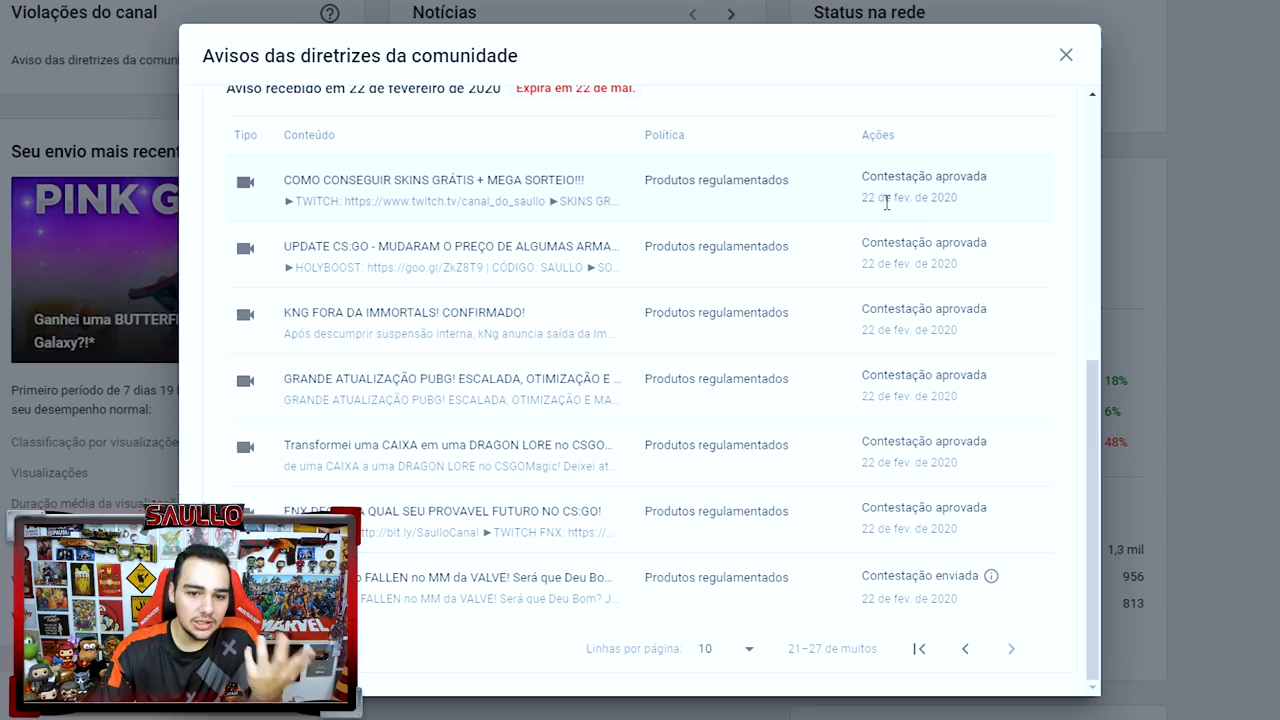 Violações do canal
Notícias
Status na rede
Aviso das diretrizes da comuni
Avisos das diretrizes da comunidade
Aviso recebido em 22 de fevereiro de 2020 Expira em 22 de mai.
Tipo Conteúdo Política Ações
COMO CONSEGUIR SKINS GRÁTIS + MEGA SORTEIO!!! Produtos regulamentados Contestação aprovada
►TWITCH: https://www.twitch.tv/canal_do_saullo ►SKINS GR... 22 de fev. de 2020
UPDATE CS:GO - MUDARAM O PREÇO DE ALGUMAS ARMA... Produtos regulamentados Contestação aprovada
►HOLYBOOST: https://goo.gl/ZkZ8T9 | CÓDIGO: SAULLO ►SO... 22 de fev. de 2020
KNG FORA DA IMMORTALS! CONFIRMADO! Produtos regulamentados Contestação aprovada
Após descumprir suspensão interna, kNg anuncia saída da Im... 22 de fev. de 2020
GRANDE ATUALIZAÇÃO PUBG! ESCALADA, OTIMIZAÇÃO E ... Produtos regulamentados Contestação aprovada
GRANDE ATUALIZAÇÃO PUBG! ESCALADA, OTIMIZAÇÃO E MA... 22 de fev. de 2020
Transformei uma CAIXA em uma DRAGON LORE no CSGO... Produtos regulamentados Contestação aprovada
de uma CAIXA a uma DRAGON LORE no CSGOMagic! Deixei at... 22 de fev. de 2020
FNX DE A QUAL SEU PROVAVEL FUTURO NO CS:GO! Produtos regulamentados Contestação aprovada
ttp://bit.ly/SaulloCanal ►TWITCH FNX: https://... 22 de fev. de 2020
o FALLEN no MM da VALVE! Será que Deu Bo... Produtos regulamentados Contestação enviada
FALLEN no MM da VALVE! Será que Deu Bom? J... 22 de fev. de 2020
Linhas por página: 10 21–27 de muitos
Seu envio mais recen
PINK G
Ganhei uma BUTTERF
Galaxy?!*
Primeiro período de 7 dias 19
seu desempenho normal:
Classificação por visualizaçõe
Visualizações
Duração média da visualiz
18%
6%
48%
1,3 mil
956
813
SAULLO
MARVEL